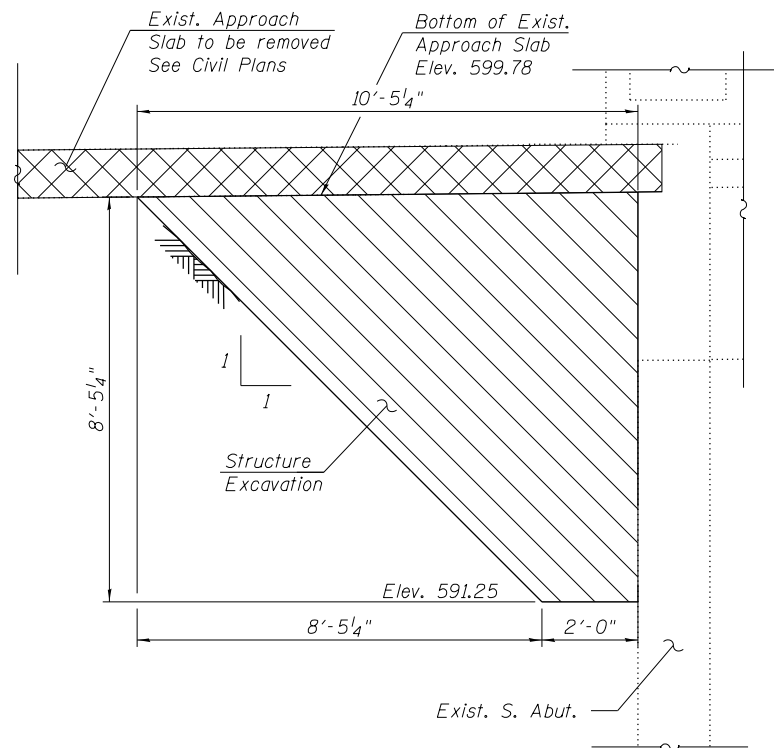 Exist. Approach
Slab to be removed
See Civil Plans
Bottom of Exist.
Approach Slab
Elev. 599.78
10'-5¼"
8'-5¼"
1
1
Structure
Excavation
Elev. 591.25
8'-5¼"
2'-0"
Exist. S. Abut.